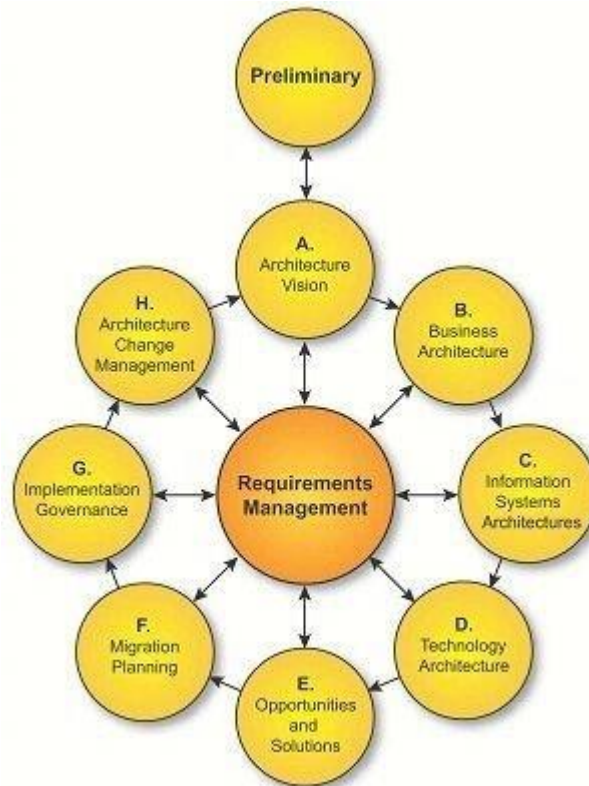 Preliminary
A.
Architecture
Vision
B.
Business
Architecture
C.
Information
Systems
Architectures
D.
Technology
Architecture
E.
Opportunities
and
Solutions
F.
Migration
Planning
G.
Implementation
Governance
H.
Architecture
Change
Management
Requirements
Management